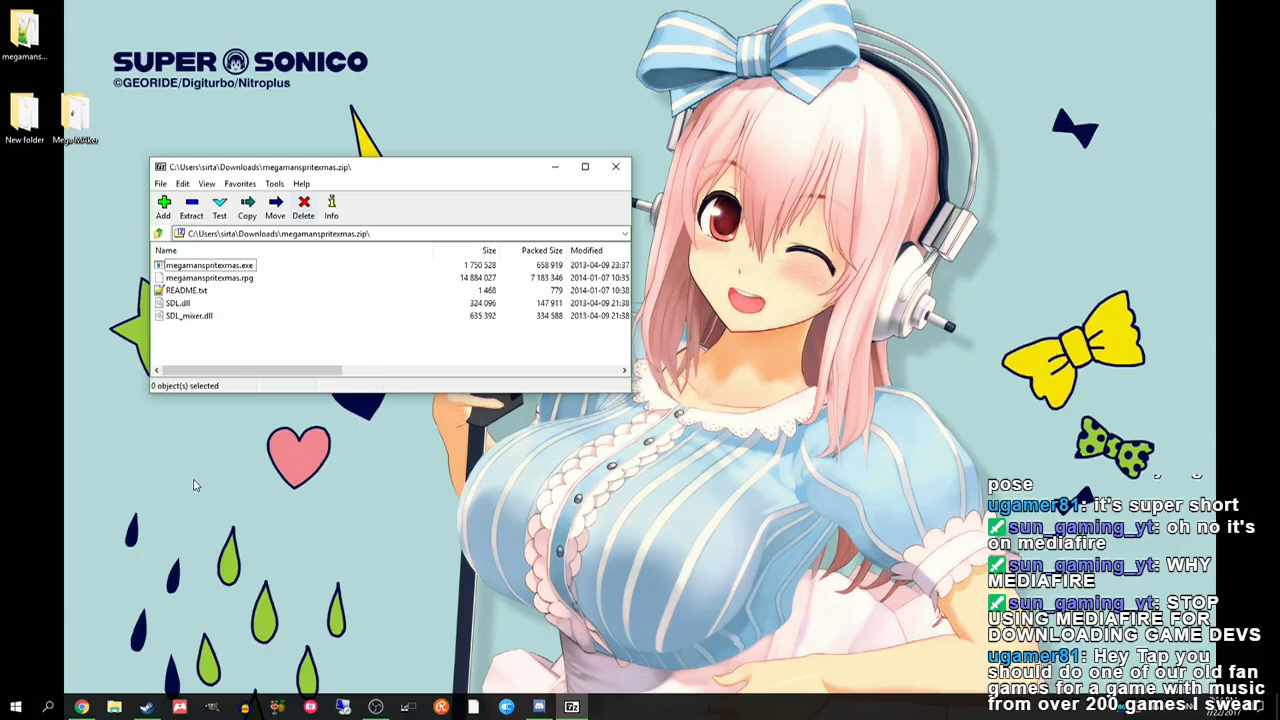 megamans...
SUPER SONICO
©GEORIDE/Digiturbo/Nitroplus
New folder
Mega MAker
C:\Users\sirta\Downloads\megamanspritexmas.zip\
File Edit View Favorites Tools Help
Add Extract Test Copy Move Delete Info
C:\Users\sirta\Downloads\megamanspritexmas.zip\
Name Size Packed Size Modified
megamanspritexmas.exe 1 750 528 658 919 2013-04-09 23:37
megamanspritexmas.rpg 14 884 027 7 183 346 2014-01-07 10:35
README.txt 1 468 779 2014-01-07 10:38
SDL.dll 324 096 147 911 2013-04-09 21:38
SDL_mixer.dll 635 392 334 588 2013-04-09 21:38
0 object(s) selected
pose
ugamer81: it's super short
sun_gaming_yt: oh no it's
on mediafire
sun_gaming_yt: WHY
MEDIAFIRE
sun_gaming_yt: STOP
USING MEDIAFIRE FOR
DOWNLOADING GAME DEVS
ugamer81: Hey Tap you
should do one of our old fan
games for a game with music
from over 200 games I swear
7z